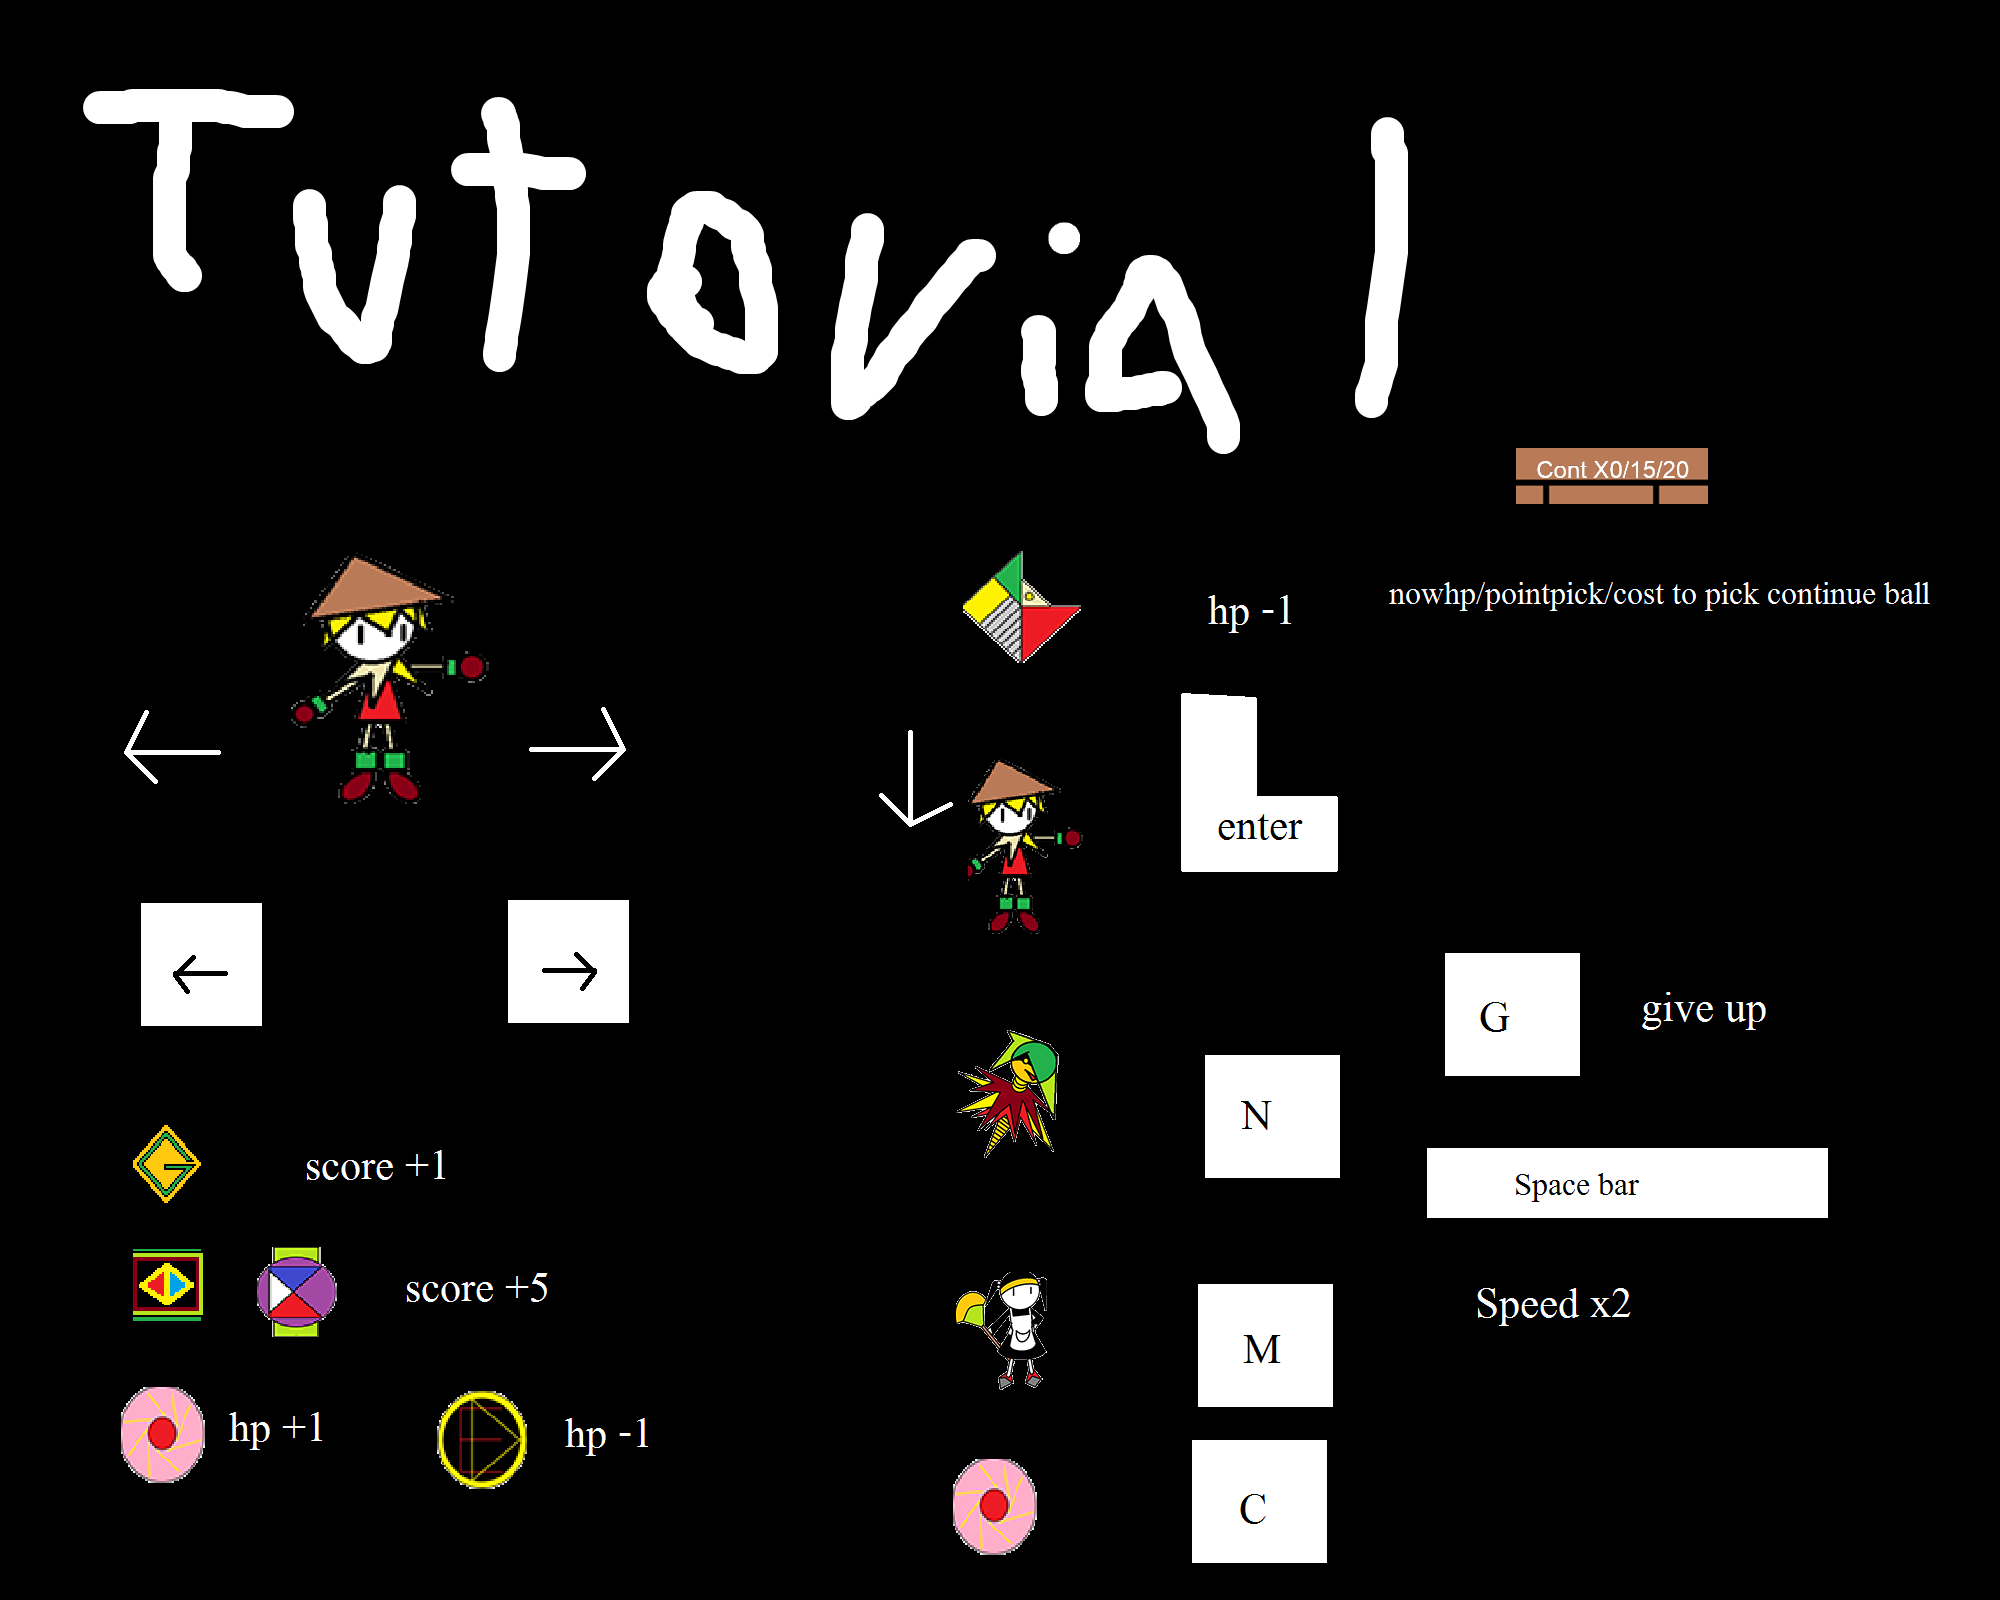 Tutorial
Cont X0/15/20
hp -1
nowhp/pointpick/cost to pick continue ball
enter
G
give up
N
score +1
Space bar
score +5
Speed x2
M
hp +1
hp -1
C